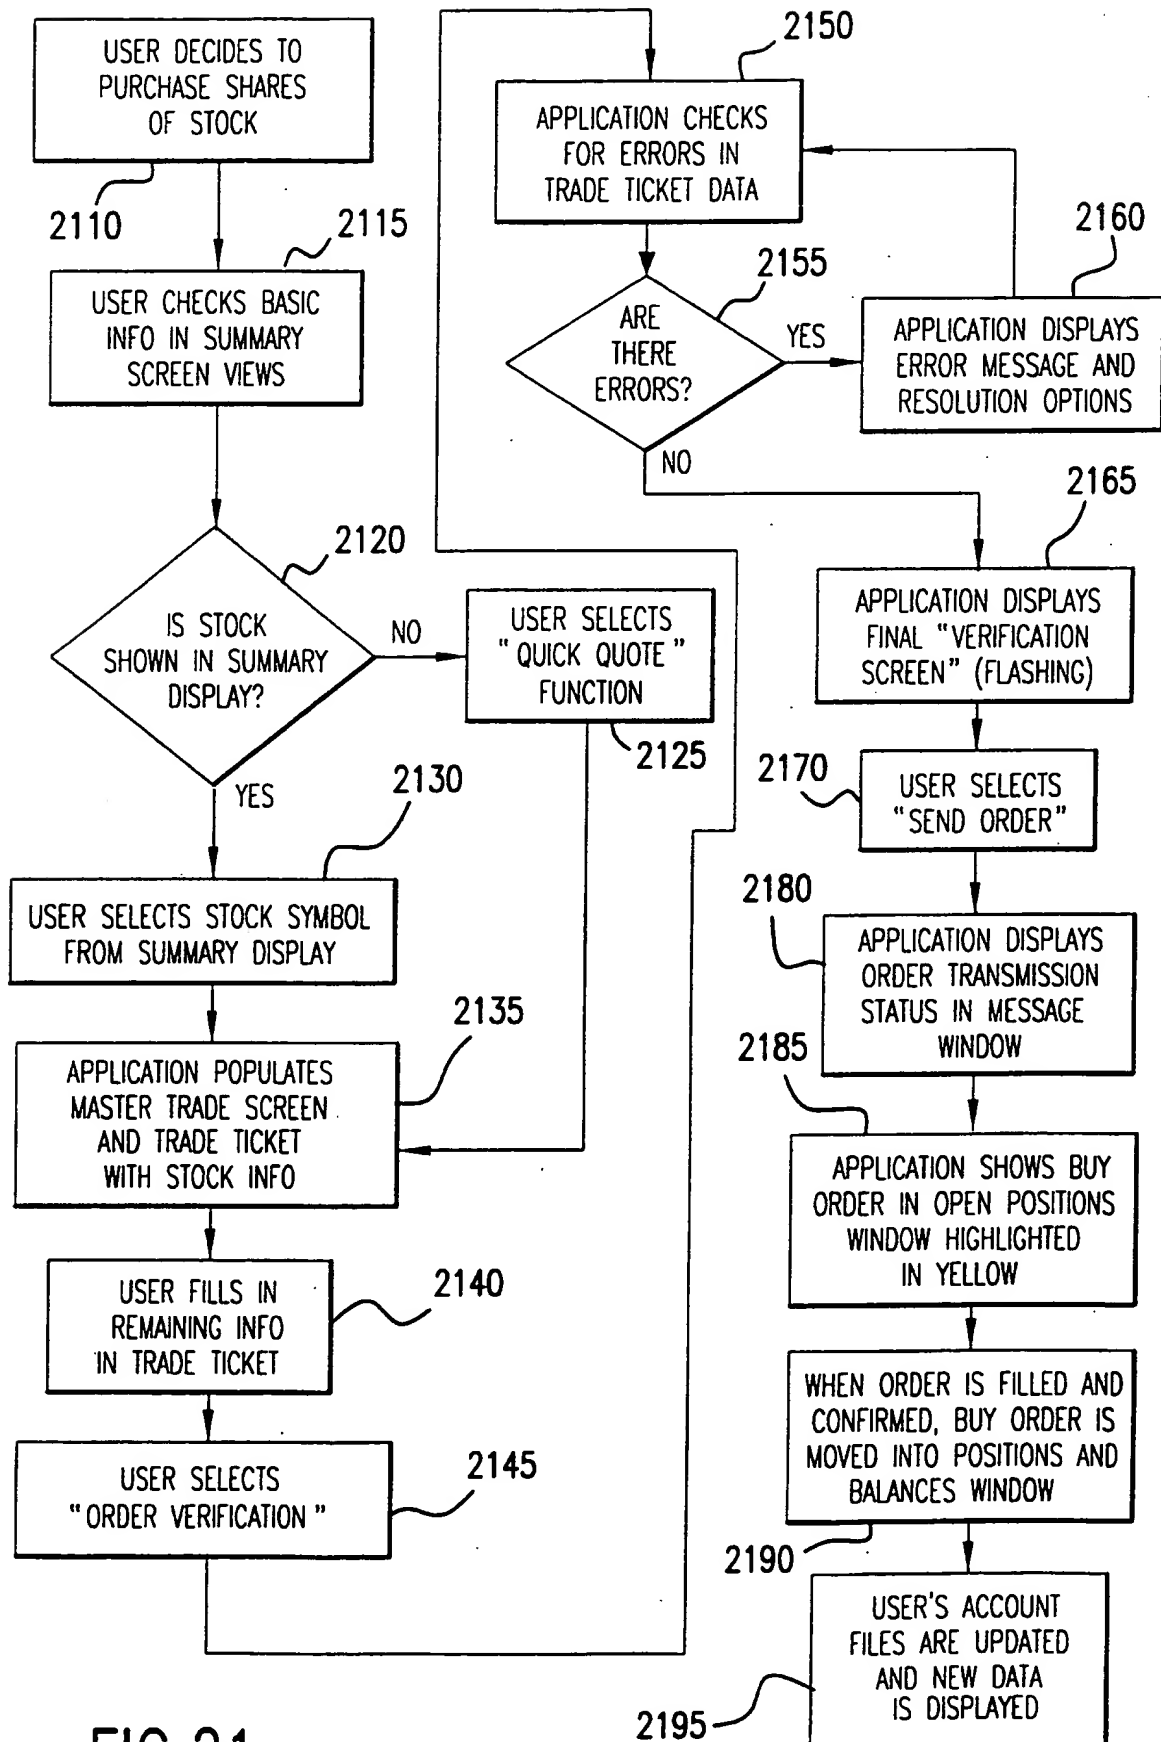 USER DECIDES TO
PURCHASE SHARES
OF STOCK
2110
2115
USER CHECKS BASIC
INFO IN SUMMARY
SCREEN VIEWS
2120
IS STOCK
SHOWN IN SUMMARY
DISPLAY?
NO
USER SELECTS
"QUICK QUOTE"
FUNCTION
2125
YES
2130
USER SELECTS STOCK SYMBOL
FROM SUMMARY DISPLAY
2135
APPLICATION POPULATES
MASTER TRADE SCREEN
AND TRADE TICKET
WITH STOCK INFO
2140
USER FILLS IN
REMAINING INFO
IN TRADE TICKET
2145
USER SELECTS
"ORDER VERIFICATION"
2150
APPLICATION CHECKS
FOR ERRORS IN
TRADE TICKET DATA
2155
ARE
THERE
ERRORS?
YES
2160
APPLICATION DISPLAYS
ERROR MESSAGE AND
RESOLUTION OPTIONS
NO
2165
APPLICATION DISPLAYS
FINAL "VERIFICATION
SCREEN" (FLASHING)
2170
USER SELECTS
"SEND ORDER"
2180
APPLICATION DISPLAYS
ORDER TRANSMISSION
STATUS IN MESSAGE
WINDOW
2185
APPLICATION SHOWS BUY
ORDER IN OPEN POSITIONS
WINDOW HIGHLIGHTED
IN YELLOW
WHEN ORDER IS FILLED AND
CONFIRMED, BUY ORDER IS
MOVED INTO POSITIONS AND
BALANCES WINDOW
2190
USER'S ACCOUNT
FILES ARE UPDATED
AND NEW DATA
IS DISPLAYED
2195
FIG.21